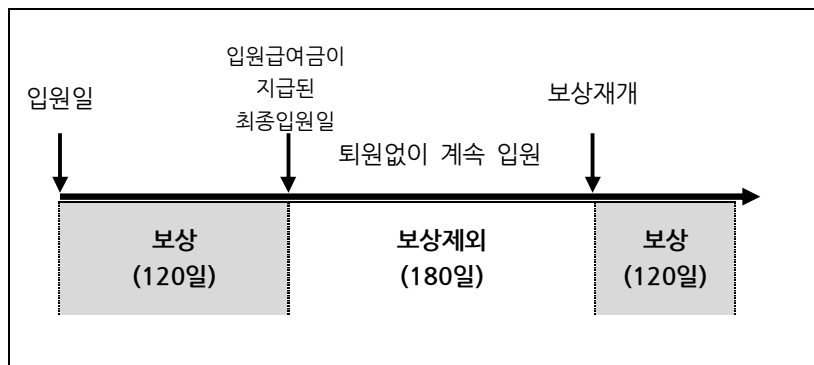 입원급여금이
지급된
최종입원일
입원일
보상재개
퇴원없이 계속 입원
보상
(120일)
보상제외
(180일)
보상
(120일)